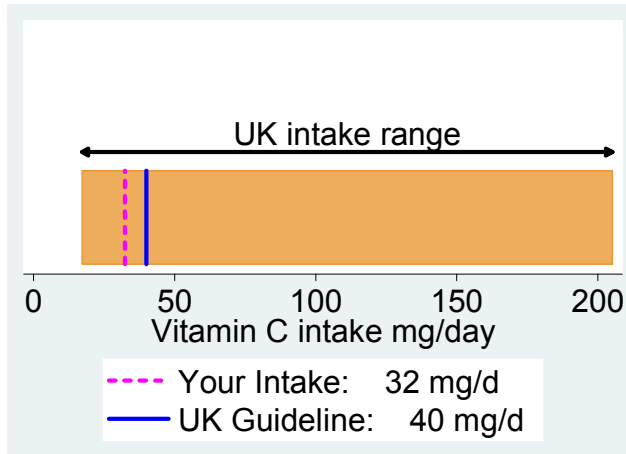 UK intake range
0 50 100 150 200
Vitamin C intake mg/day
Your Intake: 32 mg/d
UK Guideline: 40 mg/d